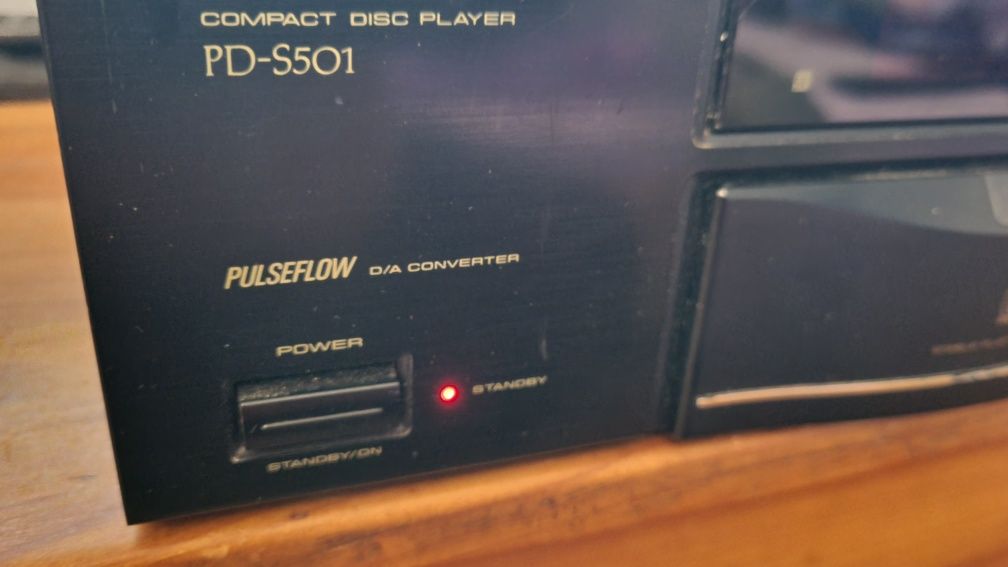 COMPACT DISC PLAYER
PD-S501
PULSEFLOW D/A CONVERTER
POWER
STANDBY
STANDBY/ON